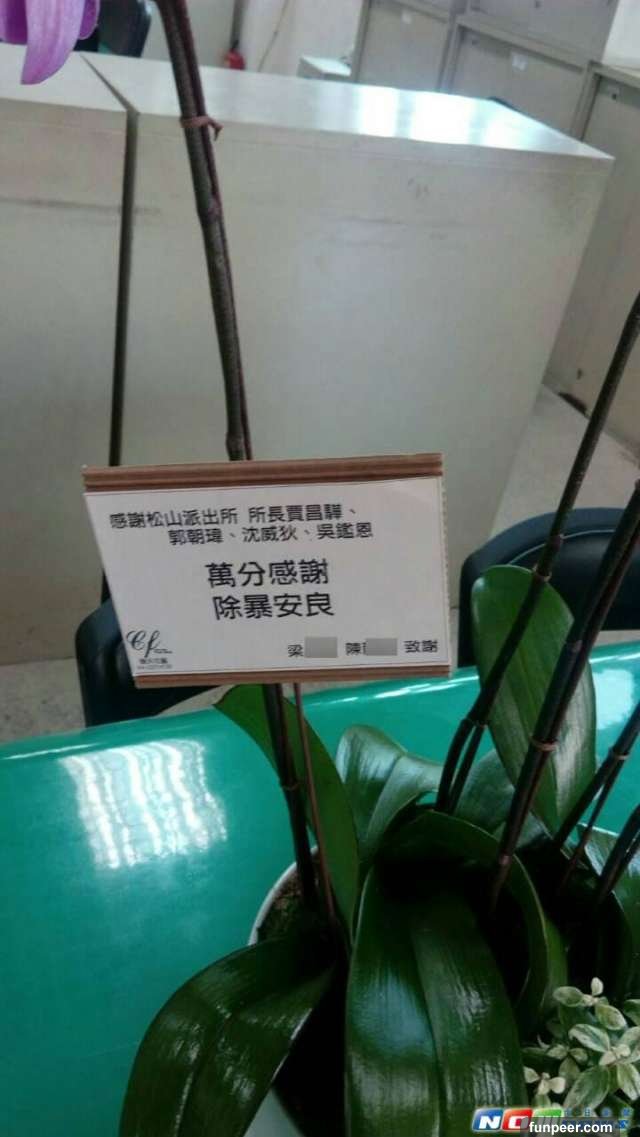 感謝松山派出所 所長賈昌驊、
郭朝瑋、沈威狄、吳鑑恩
萬分感謝
除暴安良
梁 陳 致謝
funpeer.com